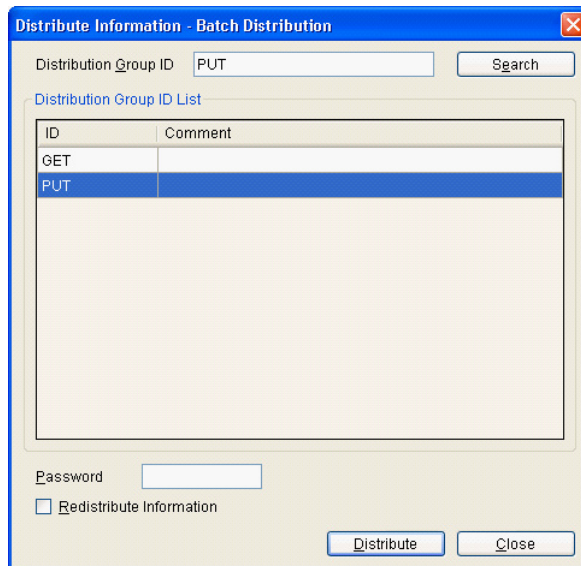 Distribute Information - Batch Distribution
Distribution Group ID PUT Search
Distribution Group ID List
ID Comment
GET
PUT
Password
Redistribute Information
Distribute Close